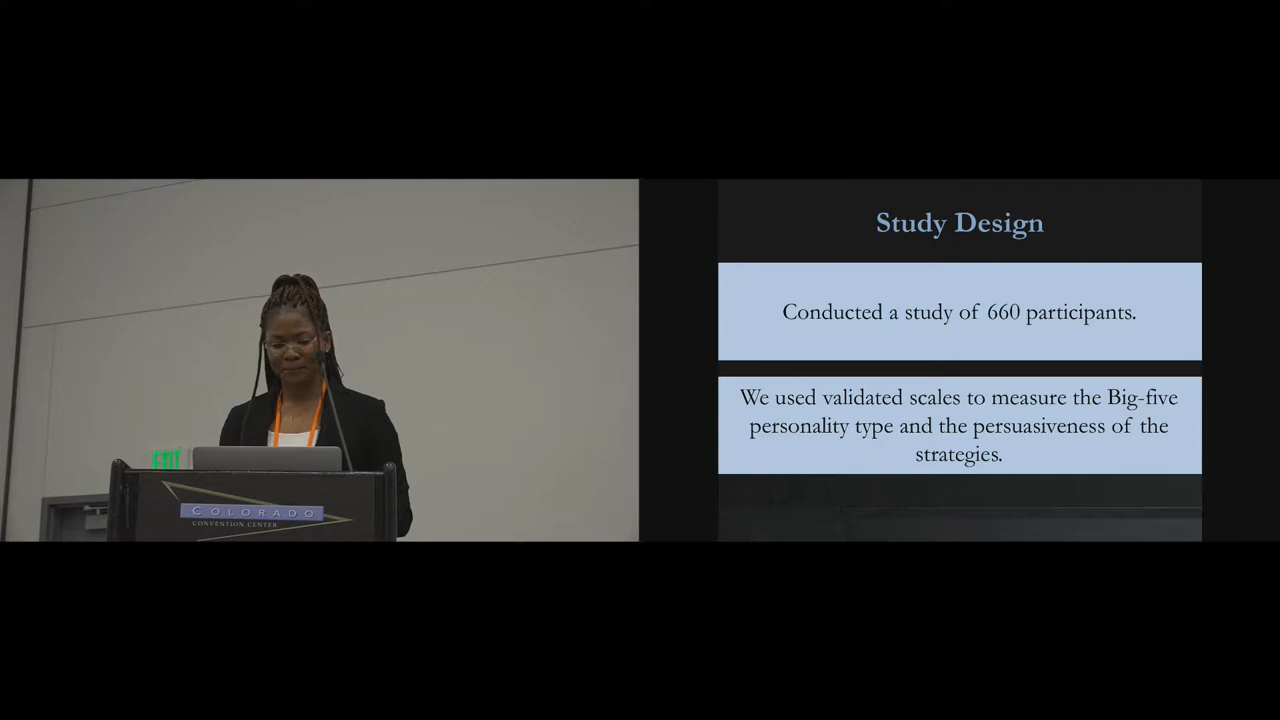 Study Design
Conducted a study of 660 participants.
We used validated scales to measure the Big-five
personality type and the persuasiveness of the
strategies.
EXIT
COLORADO
CONVENTION CENTER